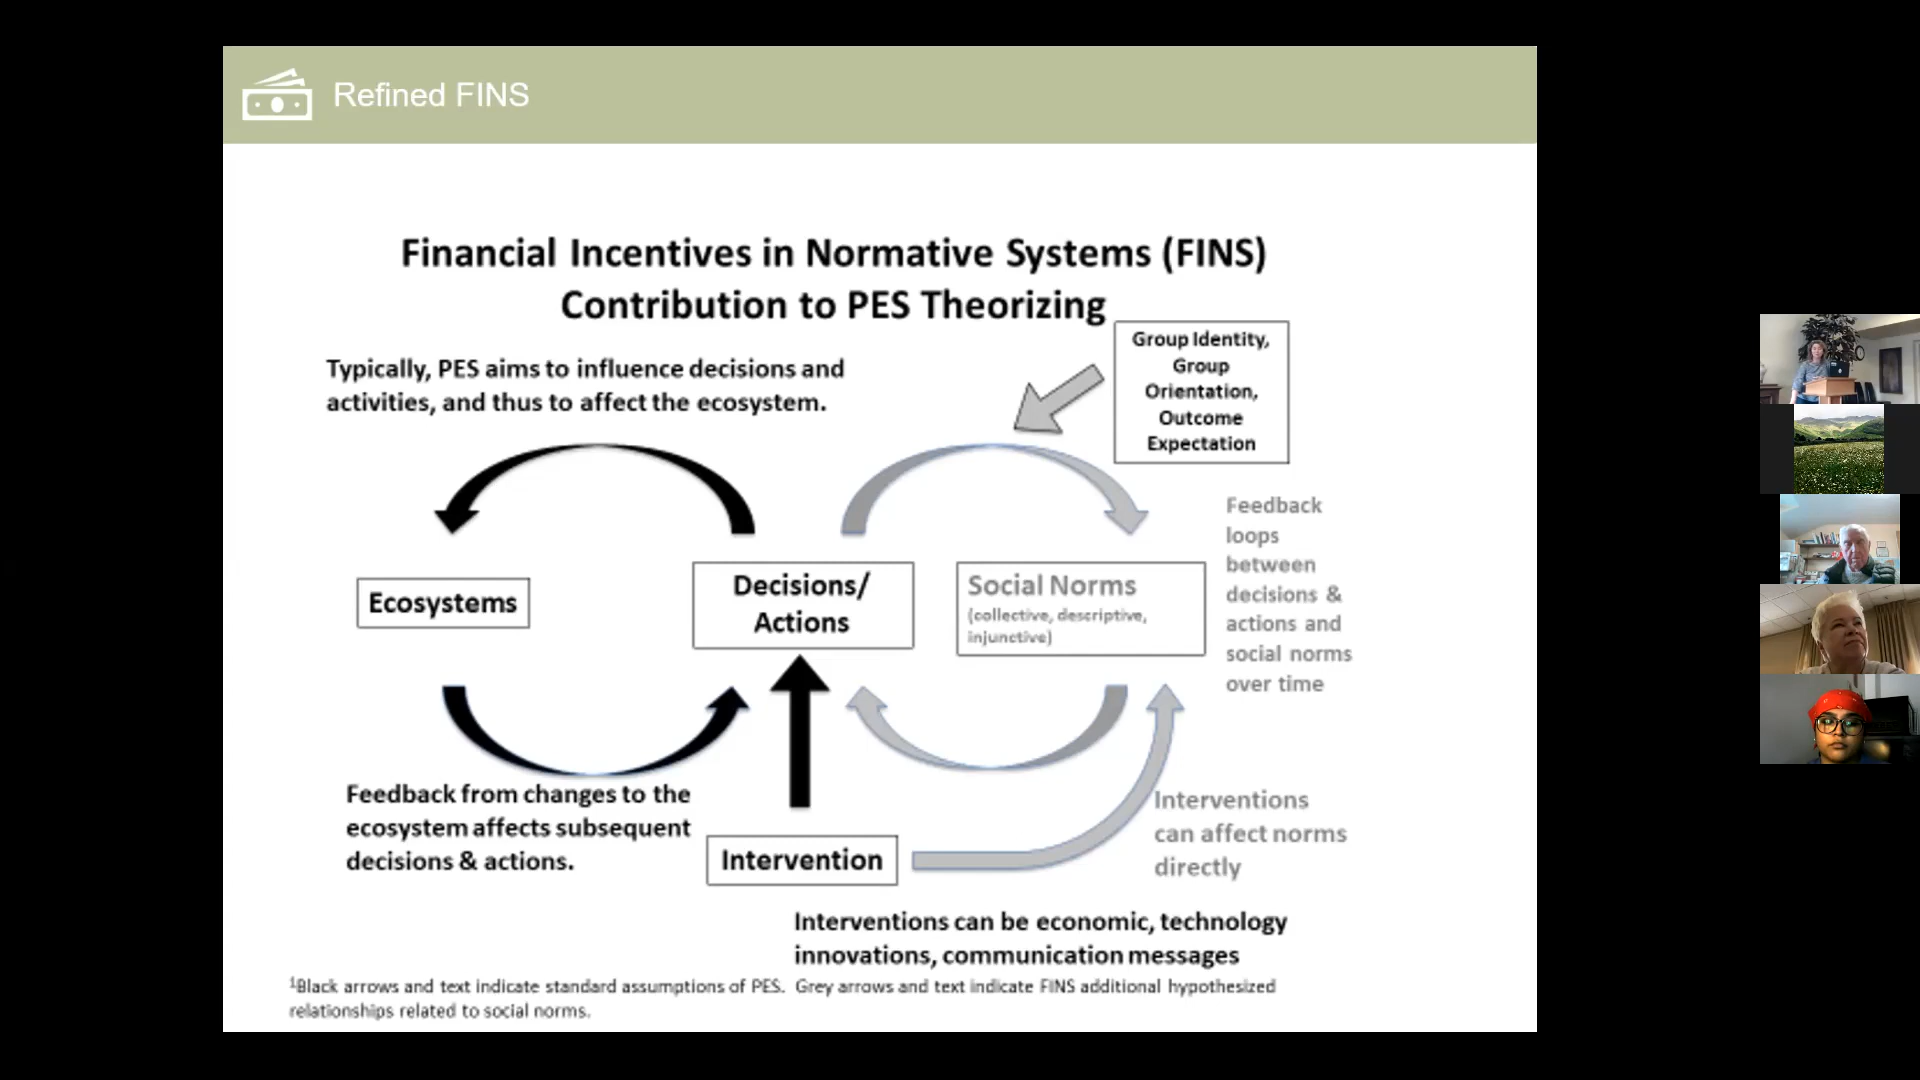 Refined FINS
Financial Incentives in Normative Systems (FINS)
Contribution to PES Theorizing
Group Identity,
Group
Orientation,
Outcome
Expectation
Typically, PES aims to influence decisions and
activities, and thus to affect the ecosystem.
Feedback
loops
between
decisions &
actions and
social norms
over time
Ecosystems
Decisions/
Actions
Social Norms
(collective, descriptive,
injunctive)
Feedback from changes to the
ecosystem affects subsequent
decisions & actions.
Intervention
Interventions
can affect norms
directly
Interventions can be economic, technology
innovations, communication messages
¹Black arrows and text indicate standard assumptions of PES. Grey arrows and text indicate FINS additional hypothesized
relationships related to social norms.